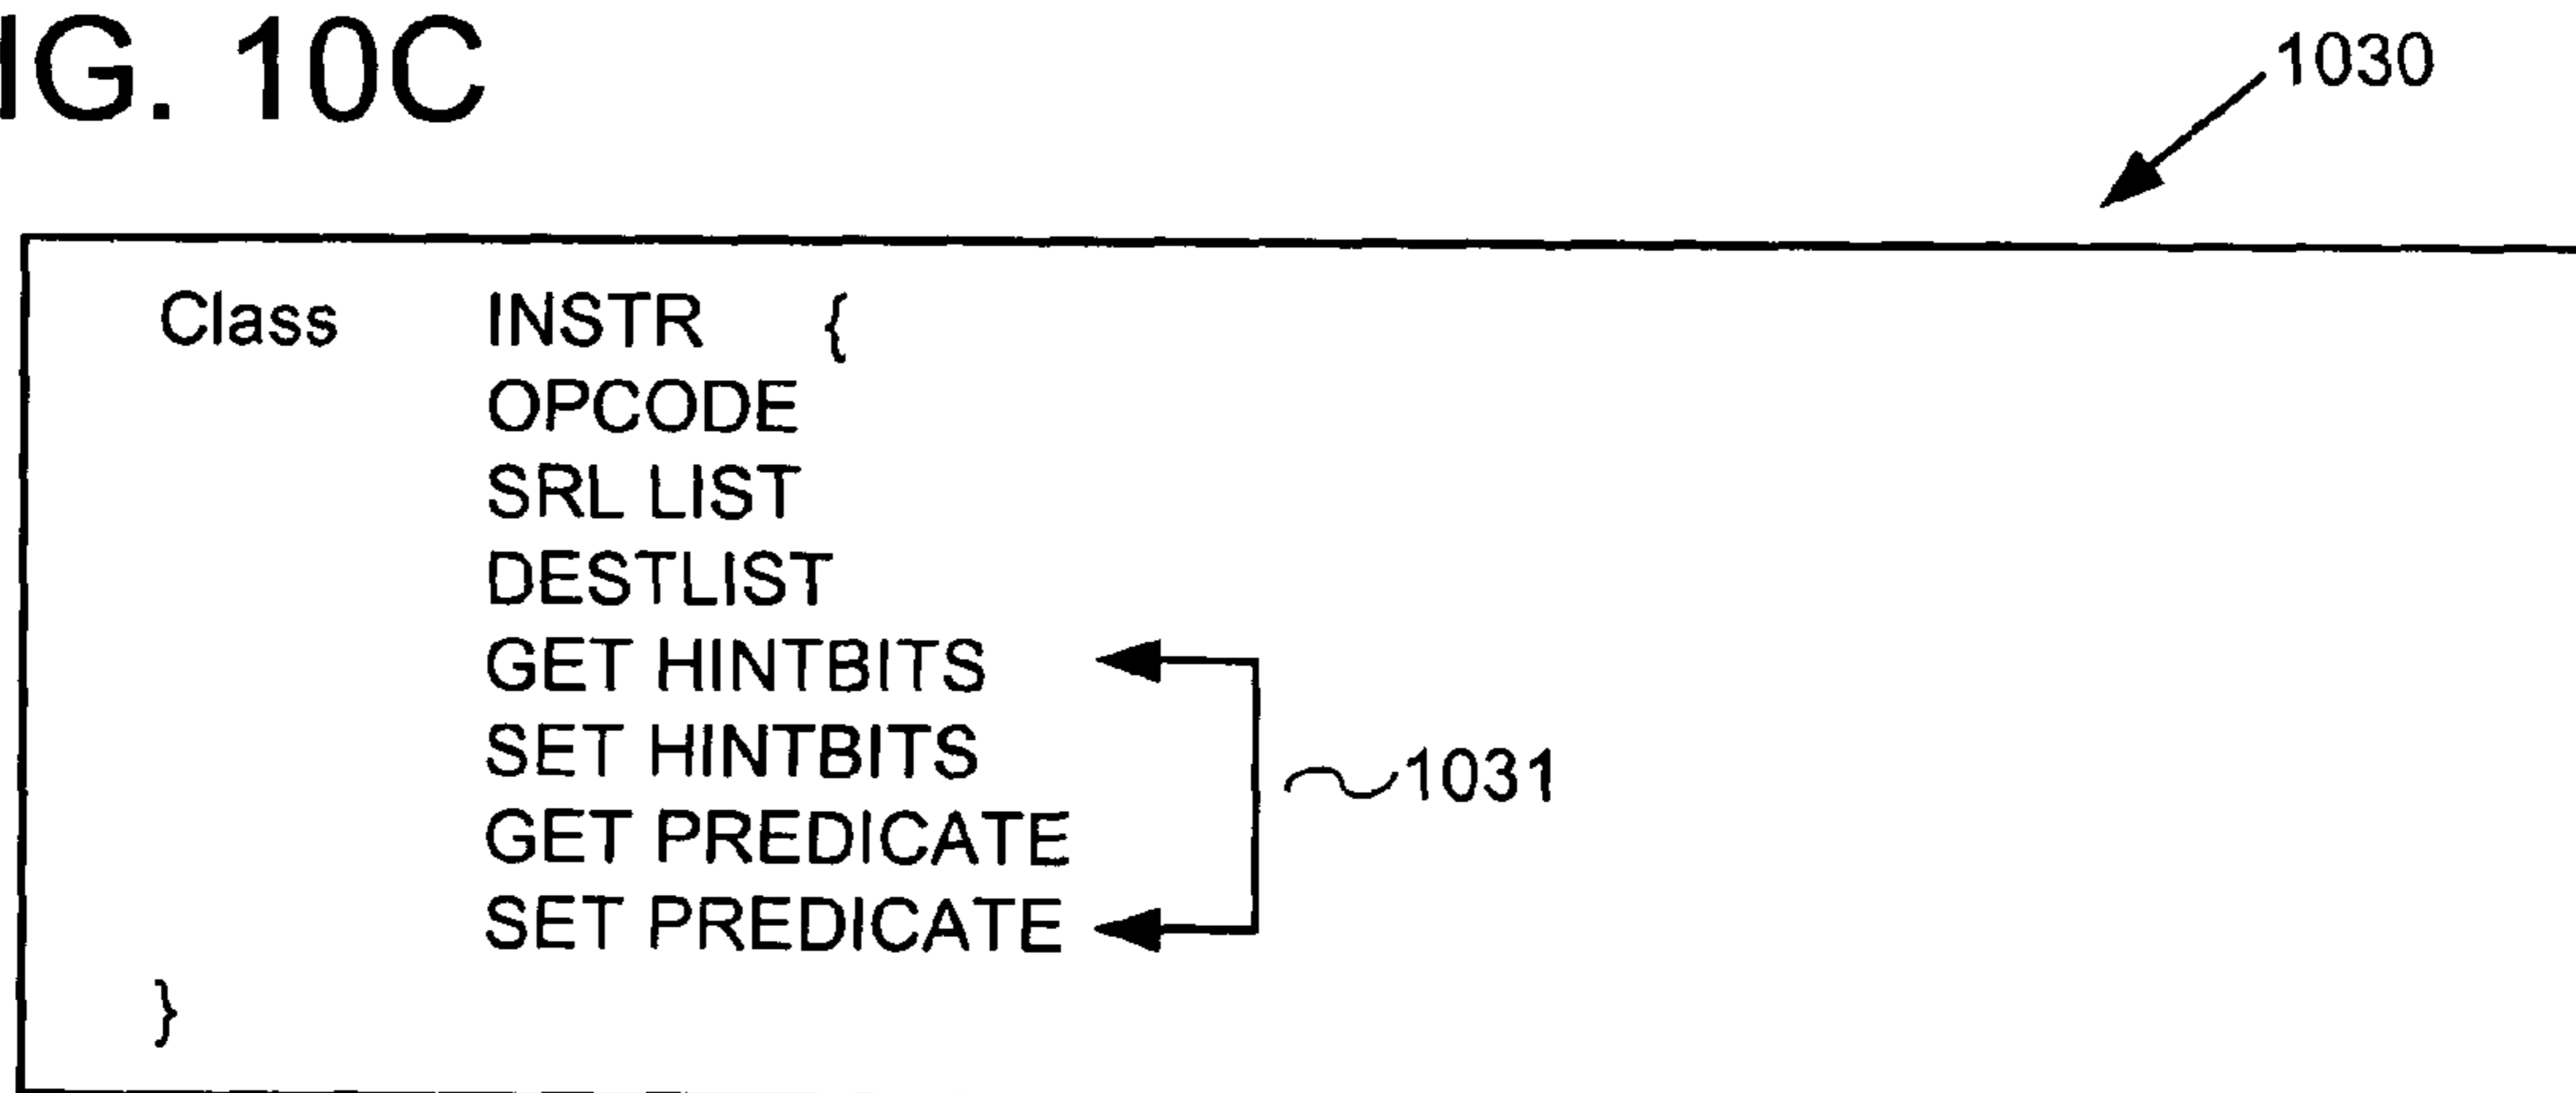 IG. 10C
1030
Class INSTR {
OPCODE
SRL LIST
DESTLIST
GET HINTBITS
SET HINTBITS
1031
GET PREDICATE
SET PREDICATE
}